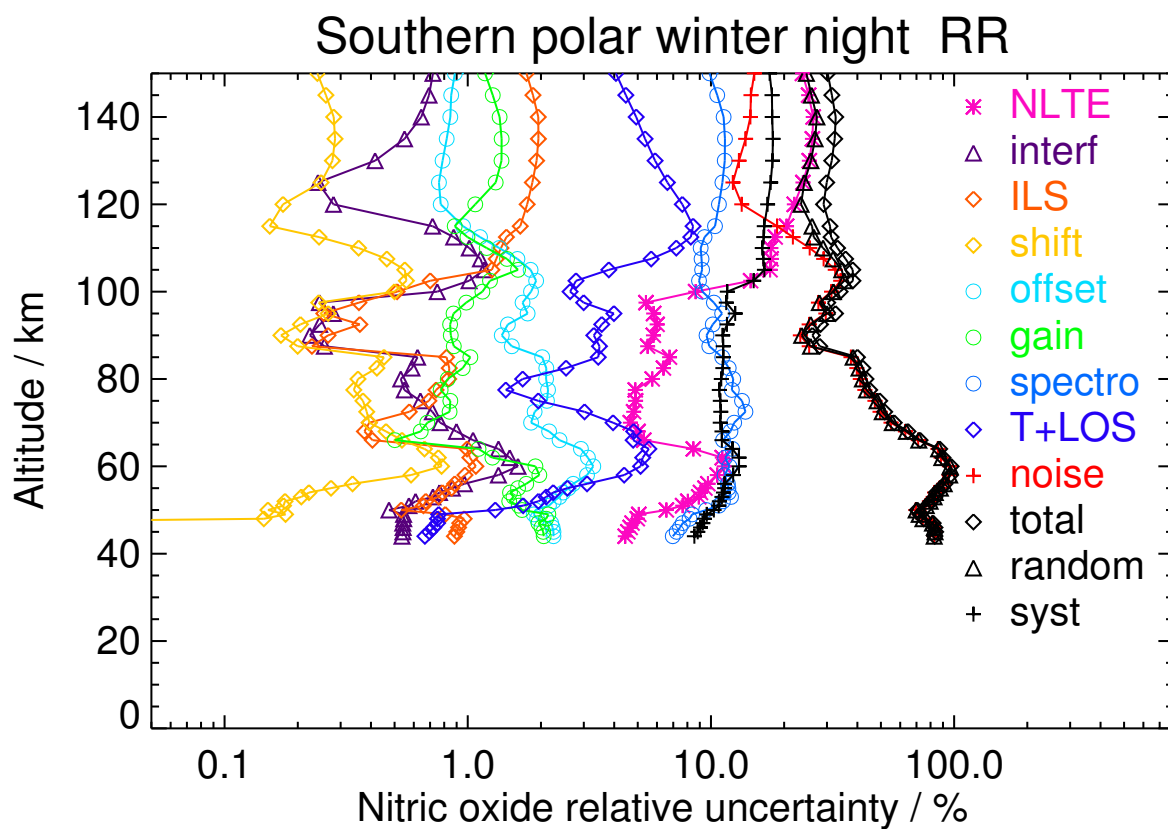 Southern polar winter night RR
Altitude / km
140
120
100
80
60
40
20
0
NLTE
interf
ILS
shift
offset
gain
spectro
T+LOS
noise
total
random
syst
0.1
1.0
10.0
100.0
Nitric oxide relative uncertainty / %